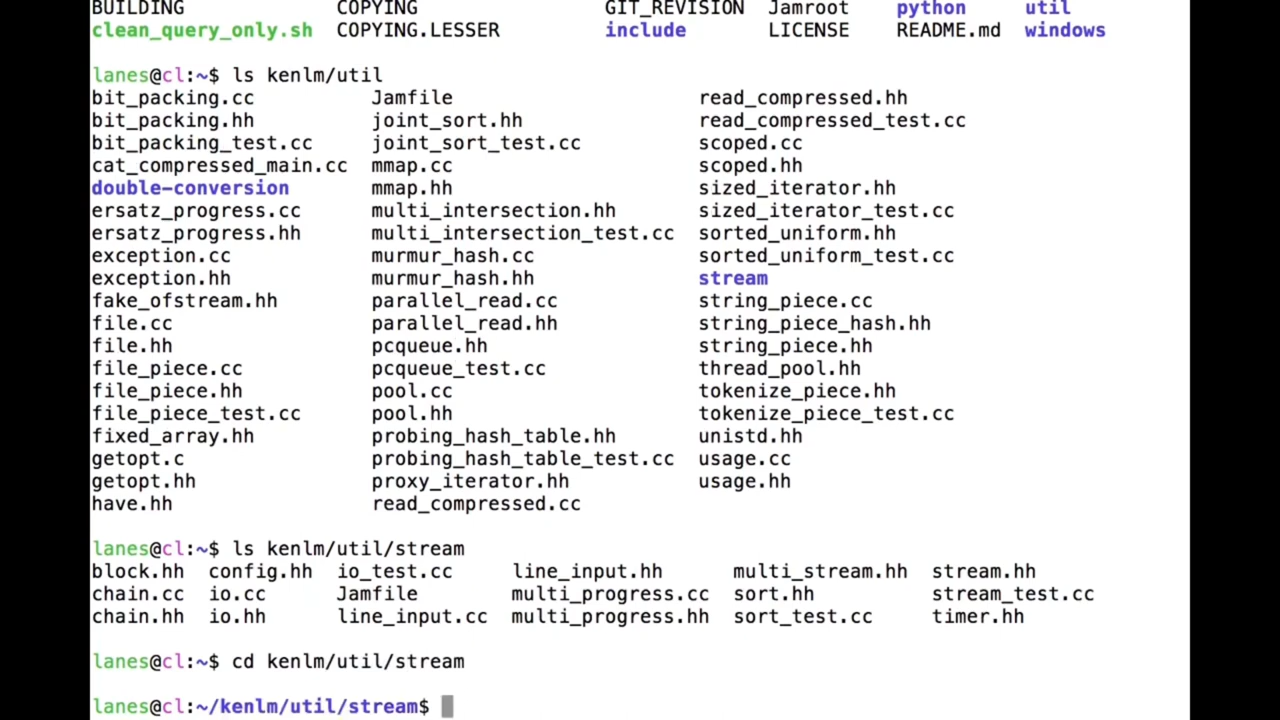 BUILDING COPYING GIT_REVISION Jamroot python util
clean_query_only.sh COPYING.LESSER include LICENSE README.md windows
lanes@cl:~$ ls kenlm/util
bit_packing.cc Jamfile read_compressed.hh
bit_packing.hh joint_sort.hh read_compressed_test.cc
bit_packing_test.cc joint_sort_test.cc scoped.cc
cat_compressed_main.cc mmap.cc scoped.hh
double-conversion mmap.hh sized_iterator.hh
ersatz_progress.cc multi_intersection.hh sized_iterator_test.cc
ersatz_progress.hh multi_intersection_test.cc sorted_uniform.hh
exception.cc murmur_hash.cc sorted_uniform_test.cc
exception.hh murmur_hash.hh stream
fake_ofstream.hh parallel_read.cc string_piece.cc
file.cc parallel_read.hh string_piece_hash.hh
file.hh pcqueue.hh string_piece.hh
file_piece.cc pcqueue_test.cc thread_pool.hh
file_piece.hh pool.cc tokenize_piece.hh
file_piece_test.cc pool.hh tokenize_piece_test.cc
fixed_array.hh probing_hash_table.hh unistd.hh
getopt.c probing_hash_table_test.cc usage.cc
getopt.hh proxy_iterator.hh usage.hh
have.hh read_compressed.cc
lanes@cl:~$ ls kenlm/util/stream
block.hh config.hh io_test.cc line_input.hh multi_stream.hh stream.hh
chain.cc io.cc Jamfile multi_progress.cc sort.hh stream_test.cc
chain.hh io.hh line_input.cc multi_progress.hh sort_test.cc timer.hh
lanes@cl:~$ cd kenlm/util/stream
lanes@cl:~/kenlm/util/stream$